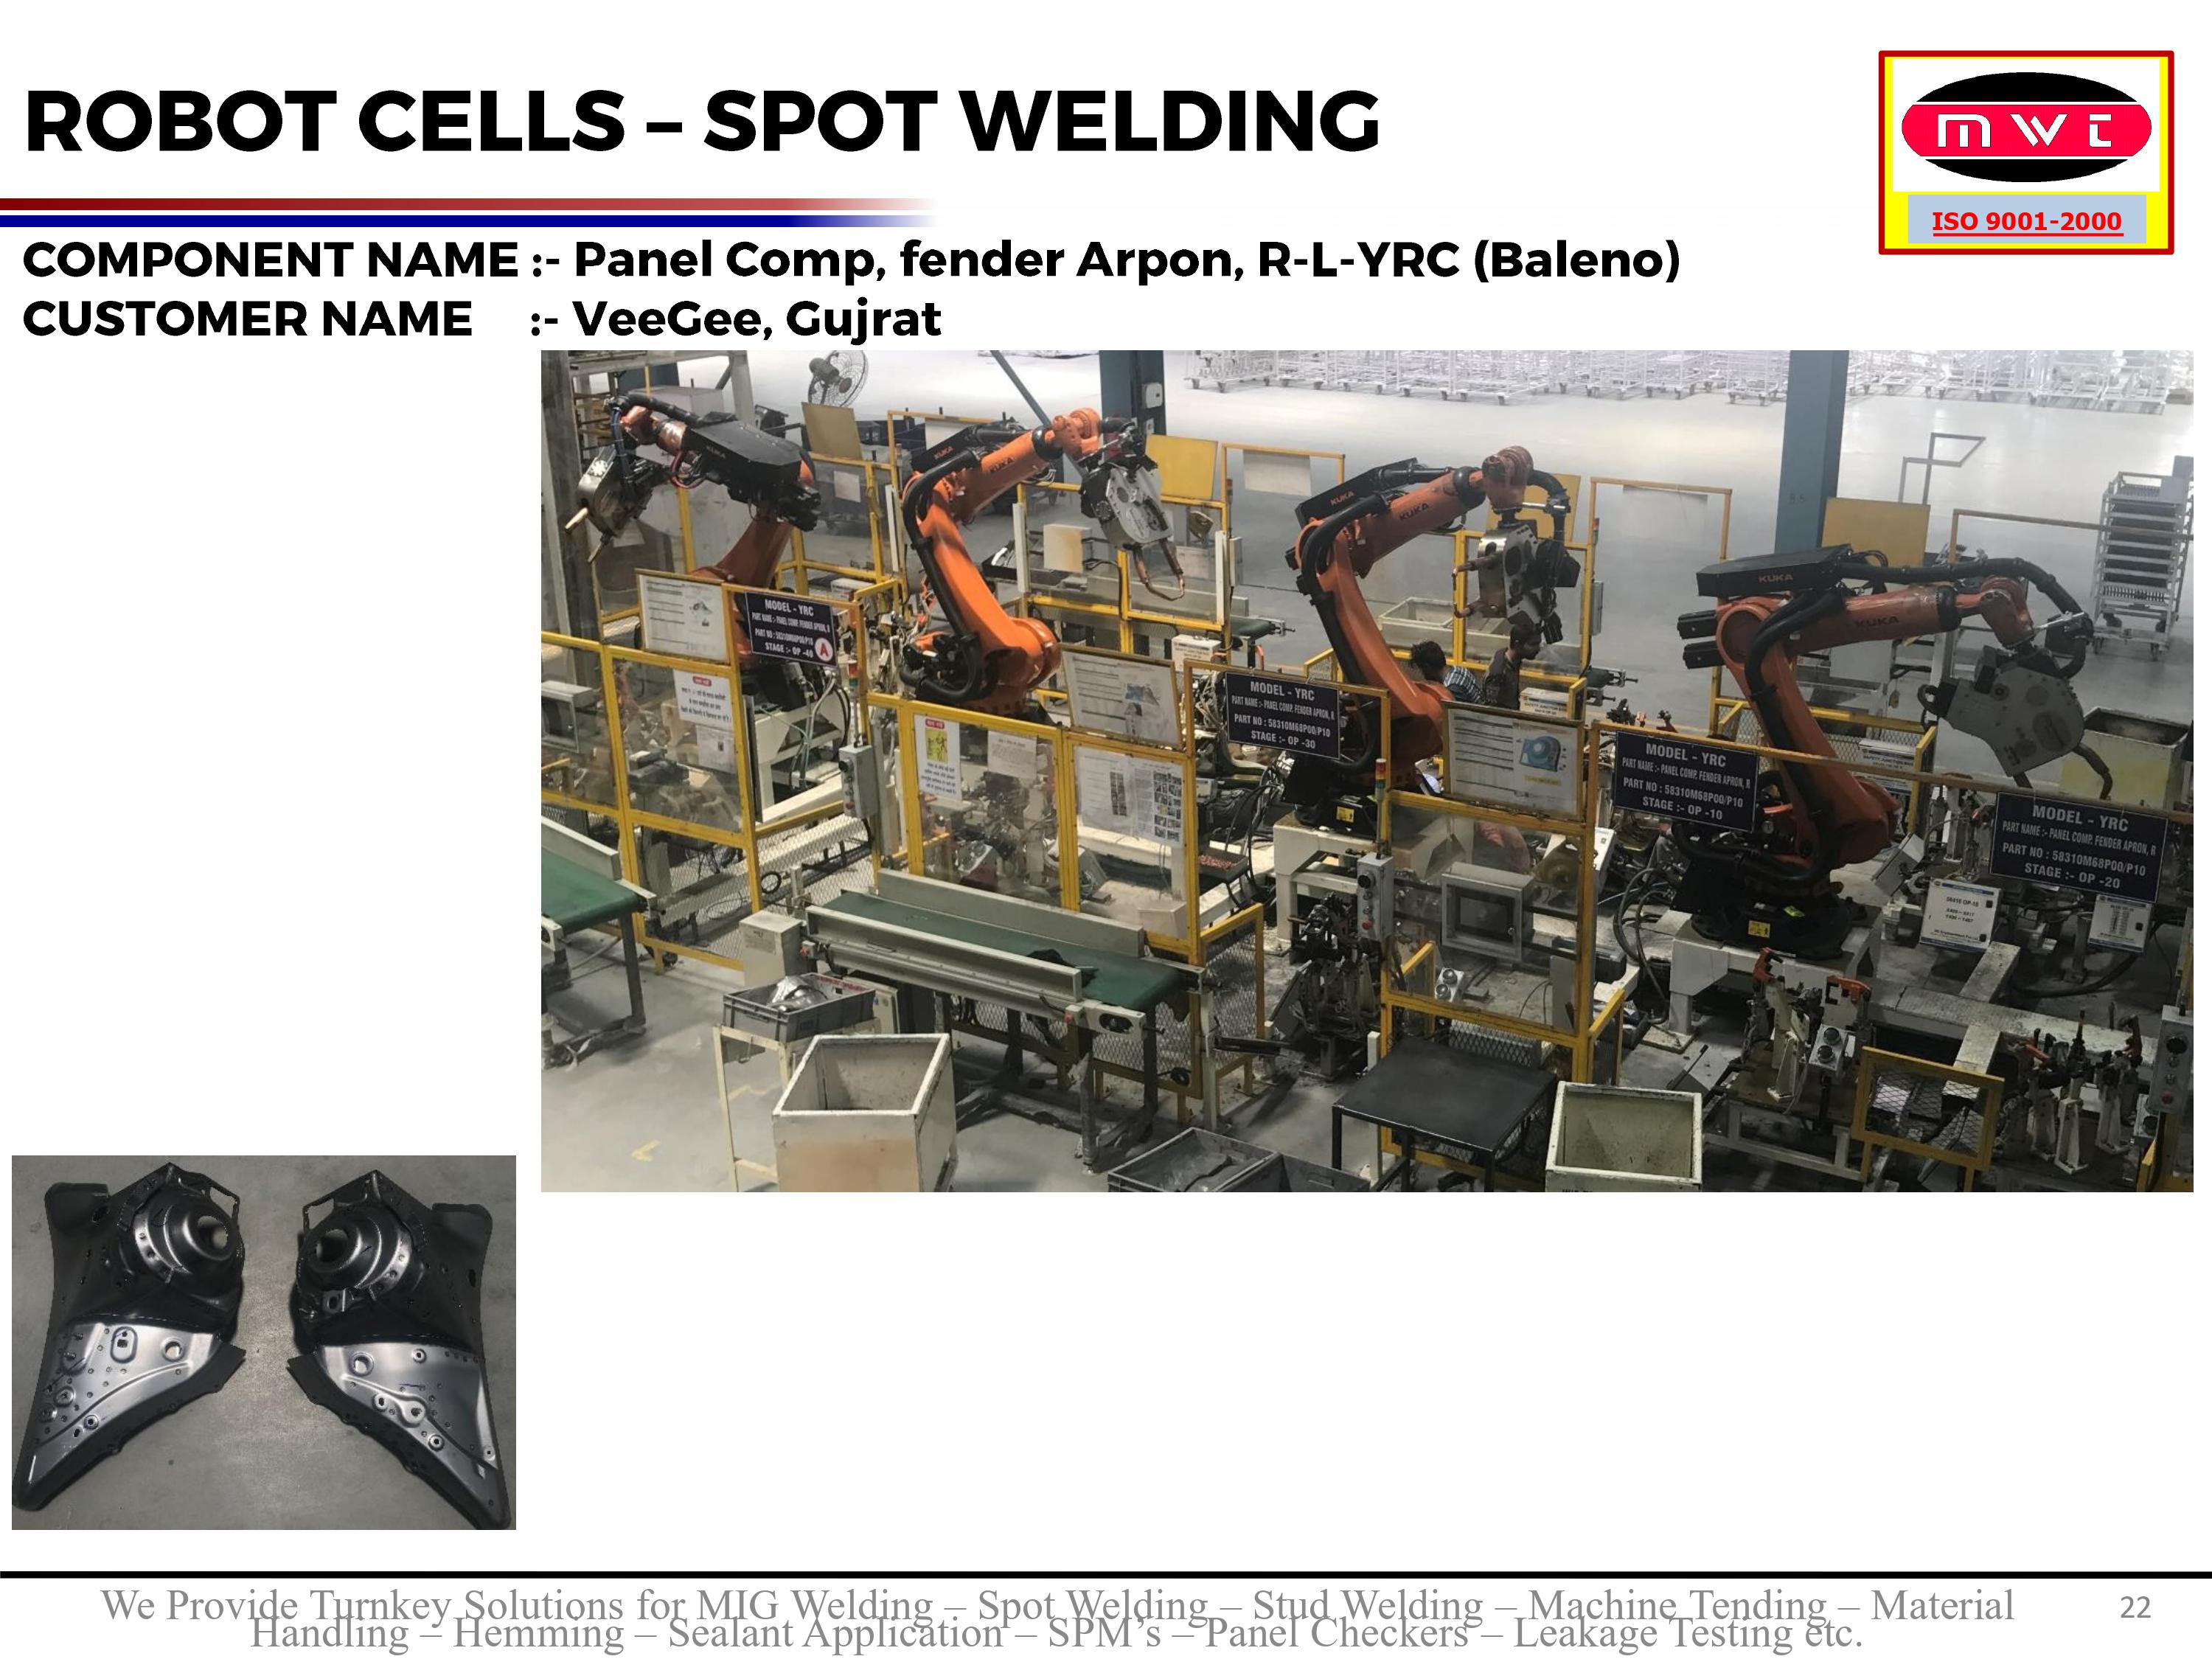 ROBOT CELLS – SPOT WELDING
mwt
ISO 9001-2000
COMPONENT NAME :- Panel Comp, fender Arpon, R-L-YRC (Baleno)
CUSTOMER NAME :- VeeGee, Gujrat
KUKA
KUKA
KUKA
KUKA
KUKA
KUKA
KUKA
MODEL - YRC
PART NAME :- PANEL COMP. FENDER APRON, R
PART NO : 58310M68P00/P10
STAGE :- OP -40
A
MODEL - YRC
PART NAME :- PANEL COMP. FENDER APRON, R
PART NO : 58310M68P00/P10
STAGE :- OP -30
MODEL - YRC
PART NAME :- PANEL COMP. FENDER APRON, R
PART NO : 58310M68P00/P10
STAGE :- OP -10
MODEL - YRC
PART NAME :- PANEL COMP. FENDER APRON, R
PART NO : 58310M68P00/P10
STAGE :- OP -20
We Provide Turnkey Solutions for MIG Welding – Spot Welding – Stud Welding – Machine Tending – Material
Handling – Hemming – Sealant Application – SPM's – Panel Checkers – Leakage Testing etc.
22